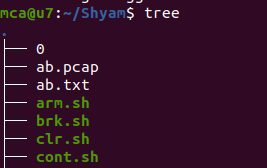 mca@u7:~/Shyam$ tree
.
├── 0
├── ab.pcap
├── ab.txt
├── arm.sh
├── brk.sh
├── clr.sh
├── cont.sh